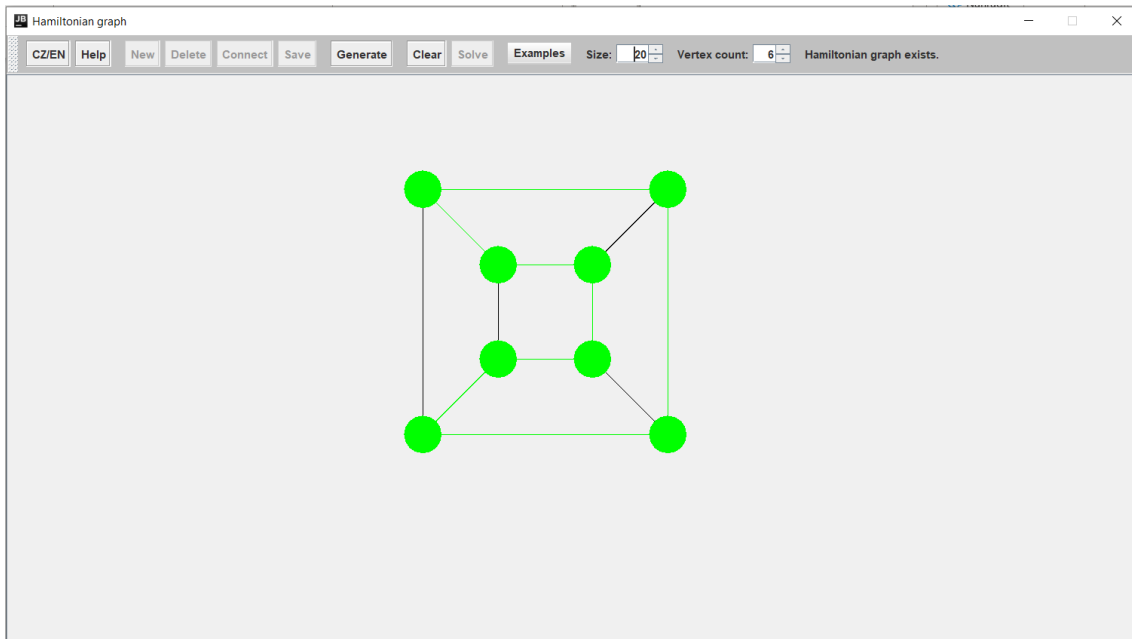 JB Hamiltonian graph
CZ/EN Help New Delete Connect Save Generate Clear Solve Examples Size: 20 Vertex count: 6 Hamiltonian graph exists.